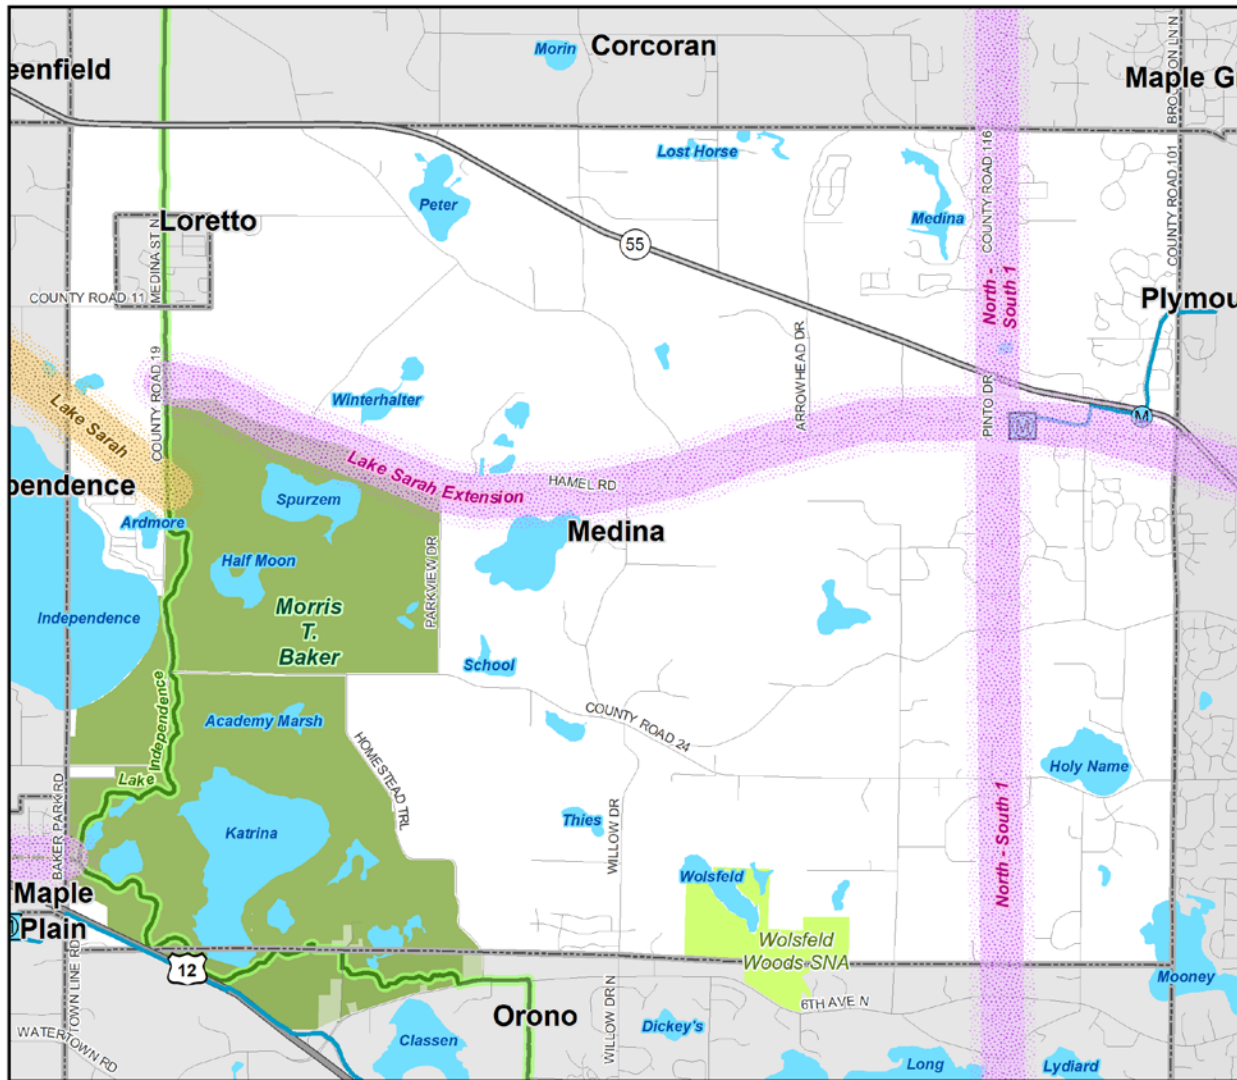 Morin
Corcoran
eenfield
Maple G
BRO
TON LN N
Lost Horse
COUNTY ROAD 116
COUNTY ROAD 101
Peter
Medina
Loretto
MEDINA ST N
55
COUNTY ROAD 11
North -
South 1
Plymou
ARROWHEAD DR
COUNTY ROAD 19
Lake Sarah
Winterhalter
PINTO DR
M
M
Lake Sarah Extension
HAMEL RD
pendence
Spurzem
Ardmore
Medina
Half Moon
PARKVIEW DR
Independence
Morris
T.
Baker
School
Lake Independence
Academy Marsh
COUNTY ROAD 24
HOMESTEAD TRL
Holy Name
BAKER PARK RD
Katrina
Thies
WILLOW DR
North - South 1
Maple
Plain
Wolsfeld
Wolsfeld
Woods SNA
12
TOWN LINE RD
WATERTOWN RD
Mooney
Orono
WILLOW DR N
6TH AVE N
Dickey's
Classen
Long
Lydiard